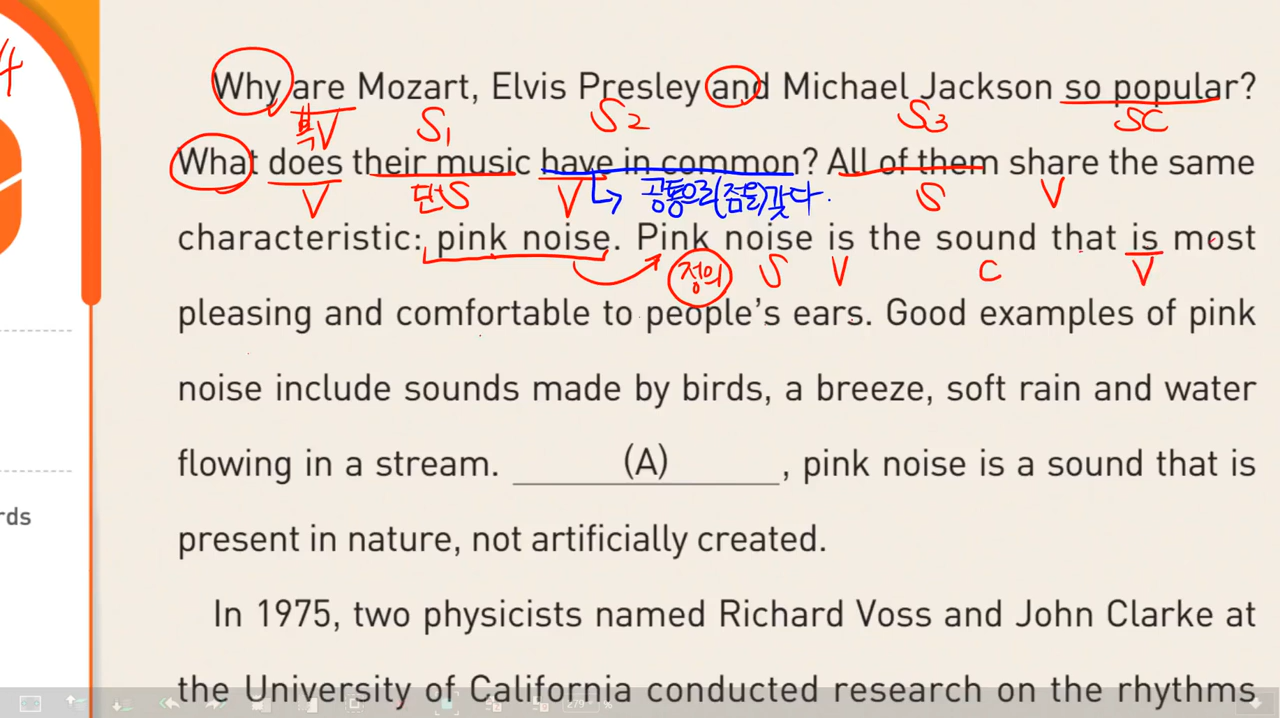 4
Why are Mozart, Elvis Presley and Michael Jackson so popular?
복V S1 S2 S3 SC
What does their music have in common? All of them share the same
V 단S V 공통으로(점을)갖다. S V
characteristic: pink noise. Pink noise is the sound that is most
정의 S V C V
pleasing and comfortable to people's ears. Good examples of pink
noise include sounds made by birds, a breeze, soft rain and water
flowing in a stream. (A) , pink noise is a sound that is
rds
present in nature, not artificially created.
In 1975, two physicists named Richard Voss and John Clarke at
the University of California conducted research on the rhythms
279 %